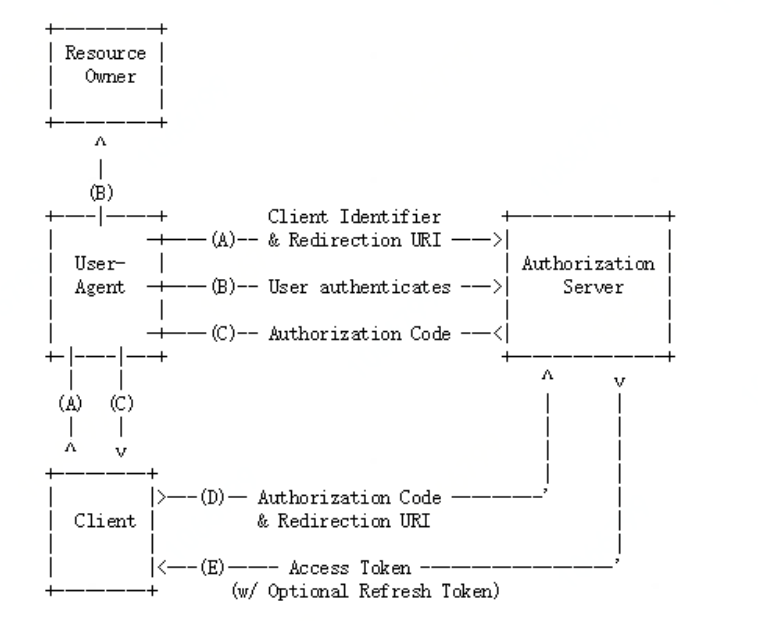 Resource
Owner
(B)
Client Identifier
(A) & Redirection URI
User-
Agent
Authorization
Server
(B) User authenticates
(C) Authorization Code
(A) (C)
(D) Authorization Code
& Redirection URI
Client
(E) Access Token
(w/ Optional Refresh Token)